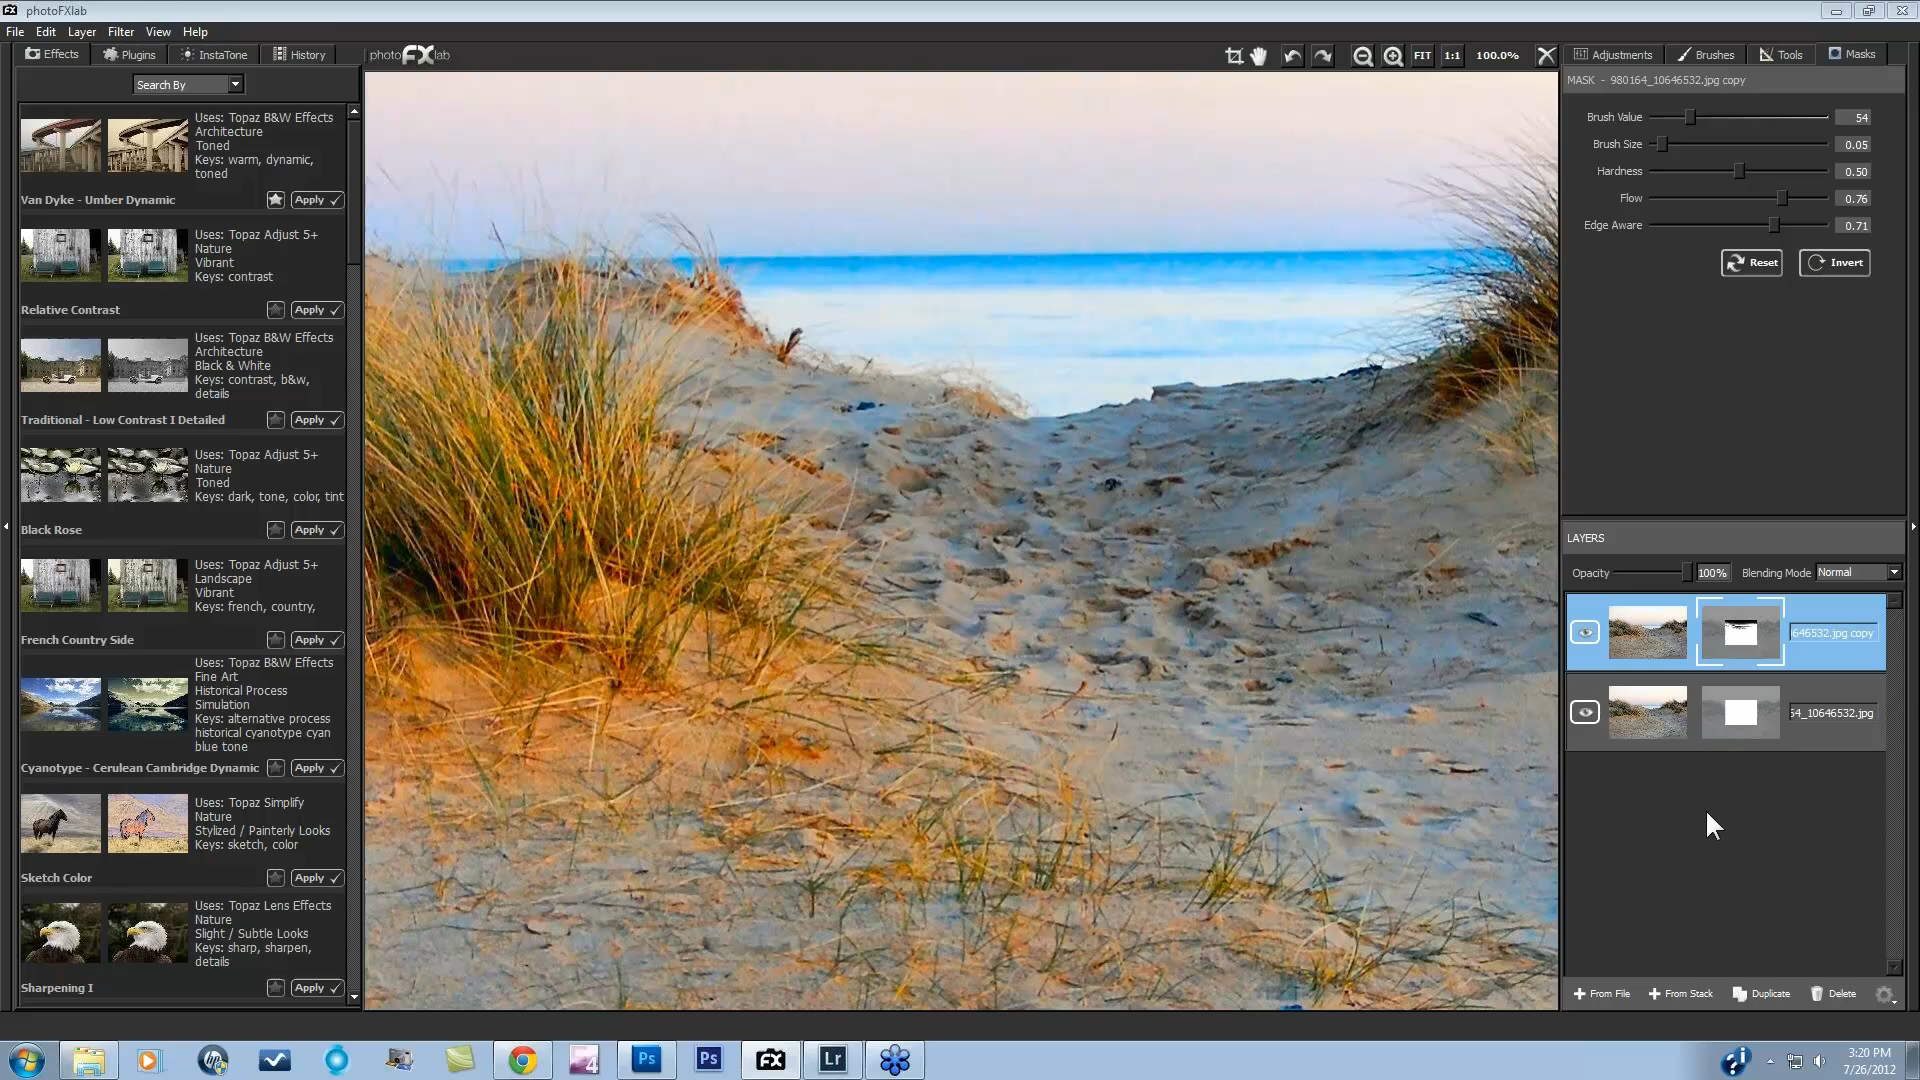 photoFXlab
File Edit Layer Filter View Help
Effects Plugins InstaTone History
photoFXlab
FIT 1:1 100.0%
Adjustments Brushes Tools Masks
Search By
MASK - 980164_10646532.jpg copy
Brush Value 54
Brush Size 0.05
Hardness 0.50
Flow 0.76
Edge Aware 0.71
Reset Invert
Uses: Topaz B&W Effects
Architecture
Toned
Keys: warm, dynamic,
toned
Van Dyke - Umber Dynamic Apply
Uses: Topaz Adjust 5+
Nature
Vibrant
Keys: contrast
Relative Contrast Apply
Uses: Topaz B&W Effects
Architecture
Black & White
Keys: contrast, b&w,
details
Traditional - Low Contrast I Detailed Apply
Uses: Topaz Adjust 5+
Nature
Toned
Keys: dark, tone, color, tint
Black Rose Apply
Uses: Topaz Adjust 5+
Landscape
Vibrant
Keys: french, country,
French Country Side Apply
Uses: Topaz B&W Effects
Fine Art
Historical Process
Simulation
Keys: alternative process
historical cyanotype cyan
blue tone
Cyanotype - Cerulean Cambridge Dynamic Apply
Uses: Topaz Simplify
Nature
Stylized / Painterly Looks
Keys: sketch, color
Sketch Color Apply
Uses: Topaz Lens Effects
Nature
Slight / Subtle Looks
Keys: sharp, sharpen,
details
Sharpening I Apply
LAYERS
Opacity 100% Blending Mode Normal
646532.jpg copy
54_10646532.jpg
From File From Stack Duplicate Delete
hp
4
Ps
Ps
FX
Lr
3:20 PM
7/26/2012